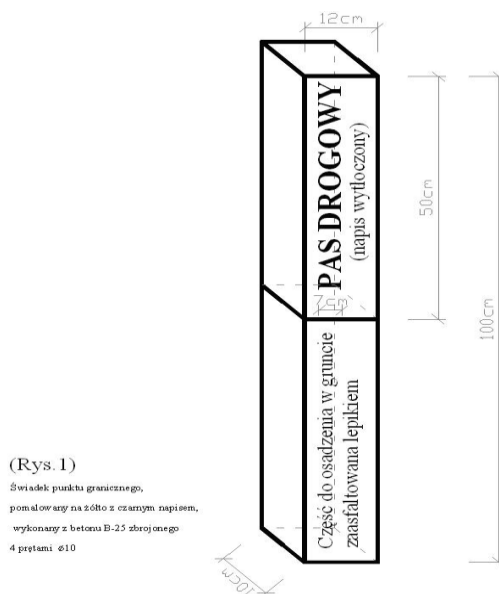 12cm
PAS DROGOWY
(napis wytłoczony)
50cm
7cm
100cm
Część do osadzenia w gruncie
zaasfaltowana lepikiem
(Rys.1)
Świadek punktu granicznego,
pomalowany na żółto z czarnym napisem,
wykonany z betonu B-25 zbrojonego
4 prętami ø10
10cm